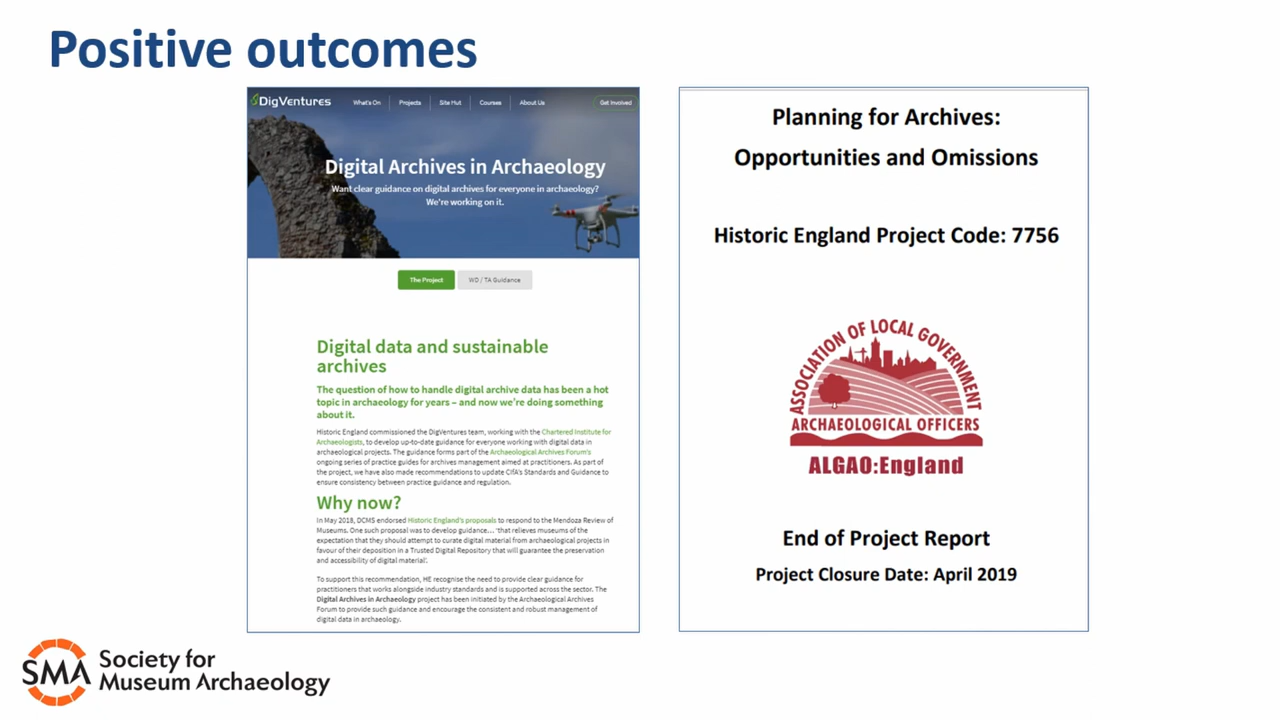 Positive outcomes
DigVentures
What's On
Projects
Site Hut
Courses
About Us
Get Involved
Digital Archives in Archaeology
Want clear guidance on digital archives for everyone in archaeology?
We're working on it.
The Project
WD / TA Guidance
Digital data and sustainable
archives
The question of how to handle digital archive data has been a hot
topic in archaeology for years – and now we're doing something
about it.
Historic England commissioned the DigVentures team, working with the Chartered Institute for
Archaeologists, to develop up-to-date guidance for everyone working with digital data in
archaeological projects. The guidance forms part of the Archaeological Archives Forum's
ongoing series of practice guides for archives management aimed at practitioners. As part of
the project, we have also made recommendations to update CIfA's Standards and Guidance to
ensure consistency between practice guidance and regulation.
Why now?
In May 2018, DCMS endorsed Historic England's proposals to respond to the Mendoza Review of
Museums. One such proposal was to develop guidance… 'that relieves museums of the
expectation that they should attempt to curate digital material from archaeological projects in
favour of their deposition in a Trusted Digital Repository that will guarantee the preservation
and accessibility of digital material'.
To support this recommendation, HE recognise the need to provide clear guidance for
practitioners that works alongside industry standards and is supported across the sector. The
Digital Archives in Archaeology project has been initiated by the Archaeological Archives
Forum to provide such guidance and encourage the consistent and robust management of
digital data in archaeology.
Planning for Archives:
Opportunities and Omissions
Historic England Project Code: 7756
ASSOCIATION OF LOCAL GOVERNMENT
ARCHAEOLOGICAL OFFICERS
ALGAO:England
End of Project Report
Project Closure Date: April 2019
SMA
Society for
Museum Archaeology